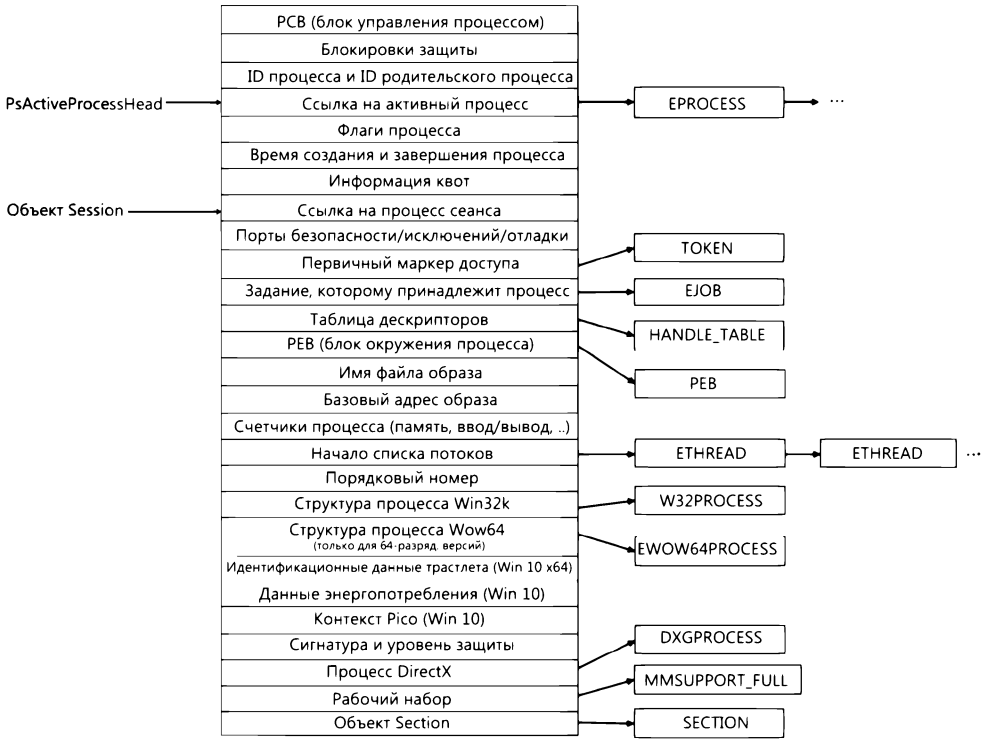 PCB (блок управления процессом)
Блокировки защиты
ID процесса и ID родительского процесса
PsActiveProcessHead
Ссылка на активный процесс
EPROCESS
...
Флаги процесса
Время создания и завершения процесса
Информация квот
Объект Session
Ссылка на процесс сеанса
Порты безопасности/исключений/отладки
Первичный маркер доступа
TOKEN
Задание, которому принадлежит процесс
EJOB
Таблица дескрипторов
HANDLE_TABLE
PEB (блок окружения процесса)
PEB
Имя файла образа
Базовый адрес образа
Счетчики процесса (память, ввод/вывод, ..)
Начало списка потоков
ETHREAD
ETHREAD
...
Порядковый номер
Структура процесса Win32k
W32PROCESS
Структура процесса Wow64
(только для 64-разряд. версий)
EWOW64PROCESS
Идентификационные данные трастлета (Win 10 x64)
Данные энергопотребления (Win 10)
Контекст Pico (Win 10)
Сигнатура и уровень защиты
DXGPROCESS
Процесс DirectX
MMSUPPORT_FULL
Рабочий набор
Объект Section
SECTION